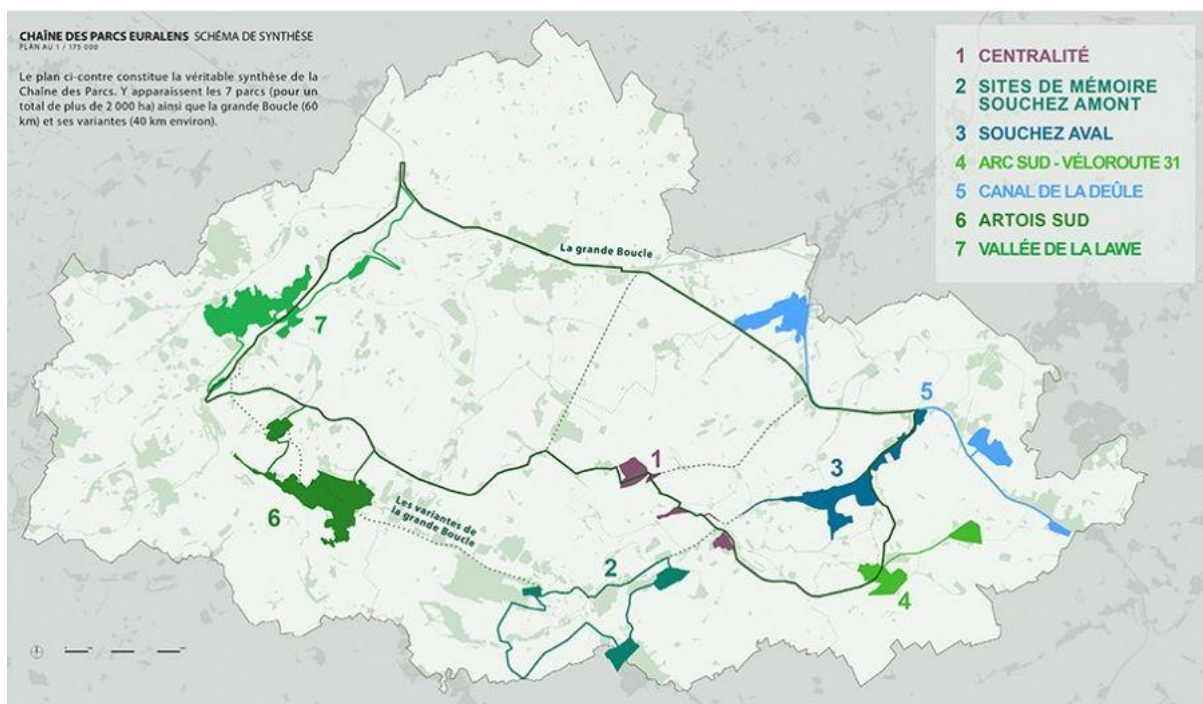 CHAÎNE DES PARCS EURALENS SCHÉMA DE SYNTHÈSE
PLAN AU 1 / 175 000
Le plan ci-contre constitue la véritable synthèse de la
Chaîne des Parcs. Y apparaissent les 7 parcs (pour un
total de plus de 2 000 ha) ainsi que la grande Boucle (60
km) et ses variantes (40 km environ).
1 CENTRALITÉ
2 SITES DE MÉMOIRE
SOUCHEZ AMONT
3 SOUCHEZ AVAL
4 ARC SUD - VÉLOROUTE 31
5 CANAL DE LA DEÛLE
6 ARTOIS SUD
7 VALLÉE DE LA LAWE
La grande Boucle
7
5
1
3
6
Les variantes de
la grande Boucle
2
4